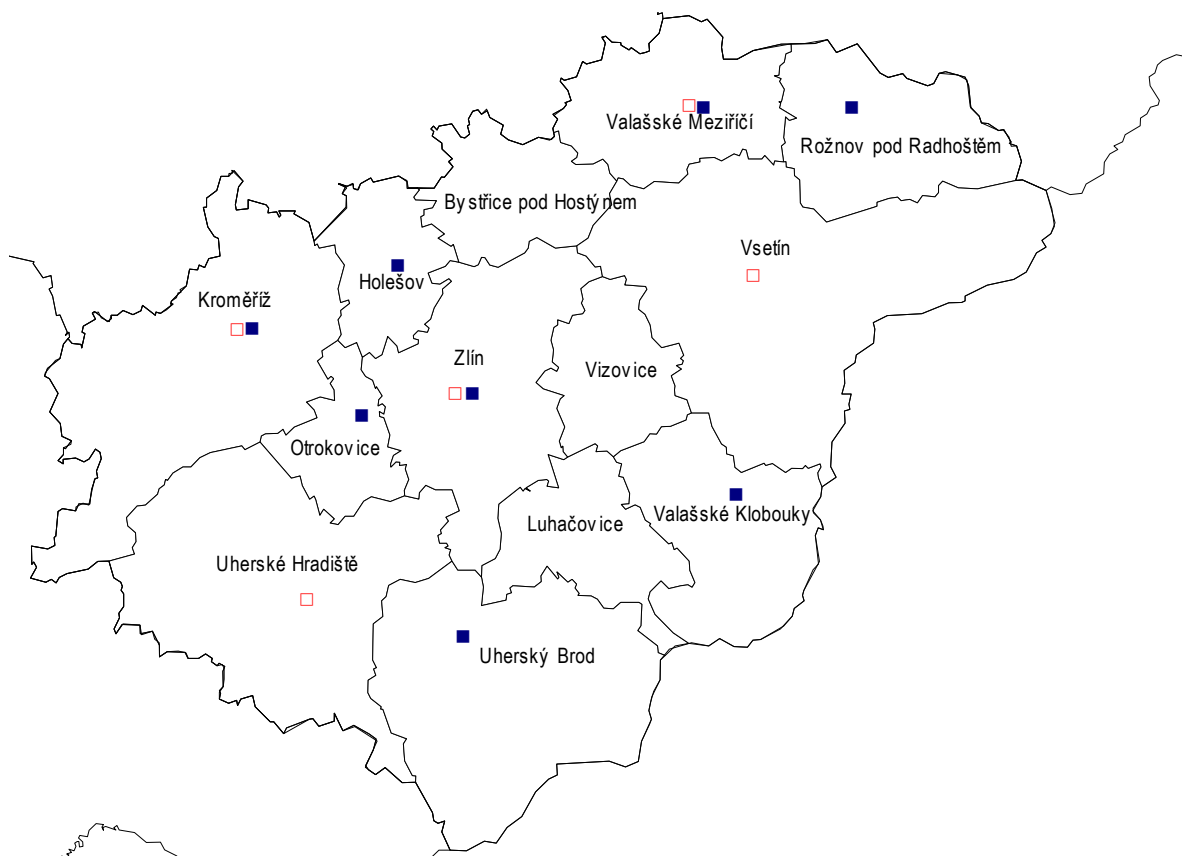 Valašské Meziříčí
Rožnov pod Radhoštěm
Bystřice pod Hostýnem
Vsetín
Holešov
Kroměříž
Zlín
Vizovice
Otrokovice
Valašské Klobouky
Luhačovice
Uherské Hradiště
Uherský Brod